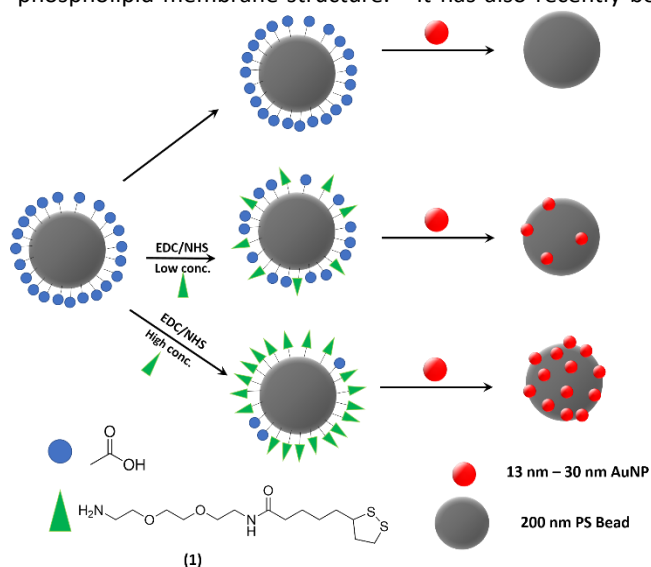 phospholipid membrane structure. It has also recently be
EDC/NHS
Low conc.
EDC/NHS
High conc.
O
OH
H₂N
O
O
N
H
O
S
S
(1)
13 nm – 30 nm AuNP
200 nm PS Bead